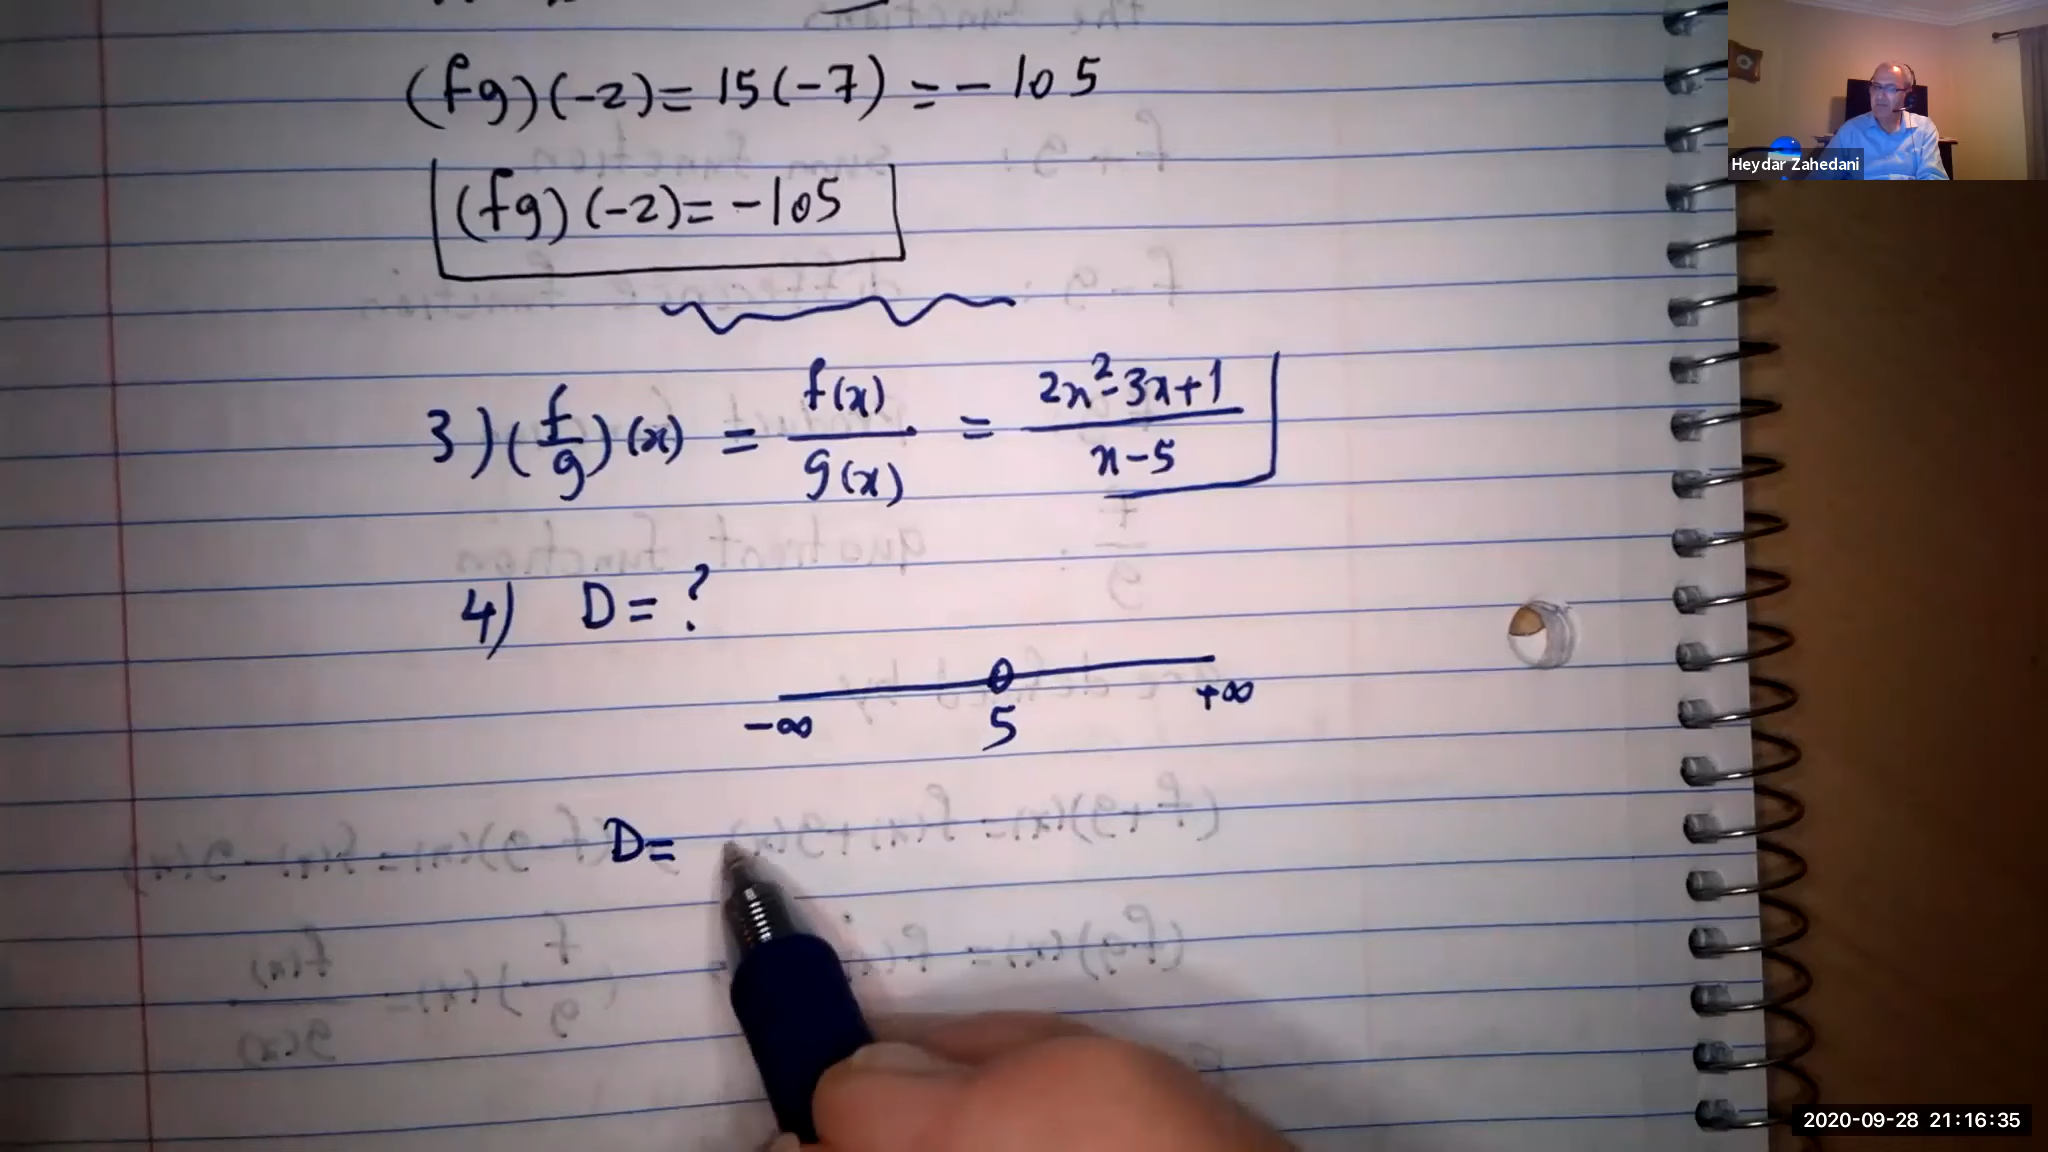 (fg)(-2) = 15(-7) = -105
(fg)(-2) = -105
3) (f/g)(x) = f(x)/g(x) = 2x²-3x+1/x-5
4) D = ?
-∞ 5 +∞
D =
Heydar Zahedani
2020-09-28 21:16:35